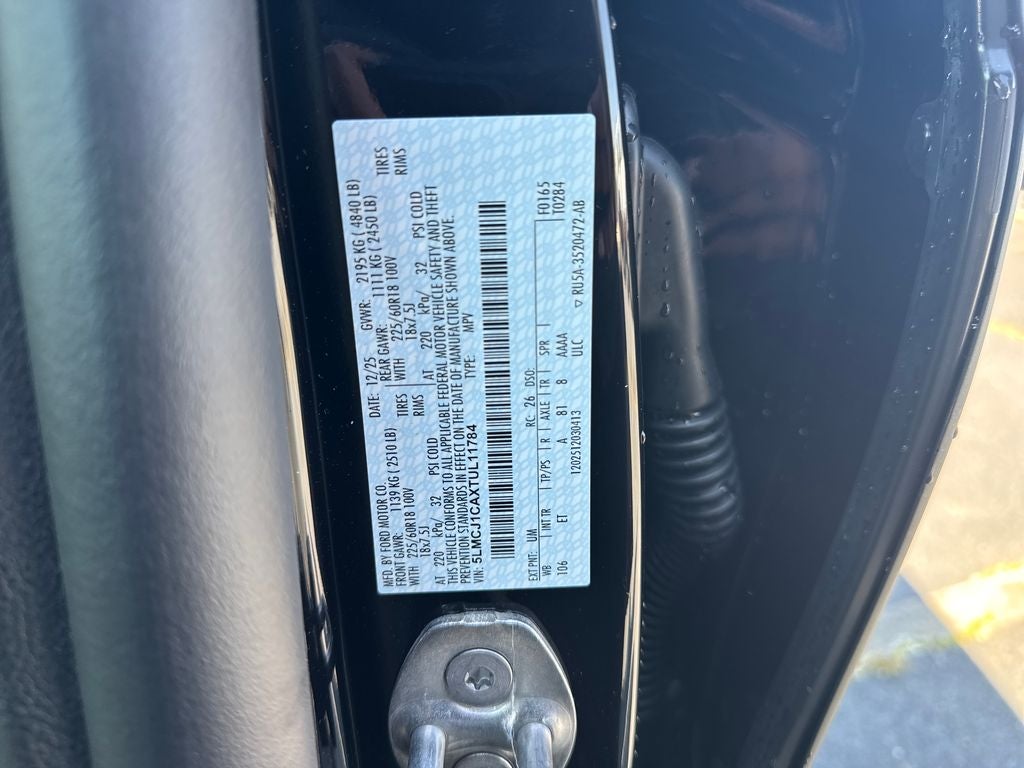 MFD. BY FORD MOTOR CO. DATE: 12/25 GVWR: 2195 KG ( 4840 LB)
FRONT GAWR: 1139 KG ( 2510 LB) REAR GAWR: 1111 KG ( 2450 LB)
WITH 225/60R18 100V TIRES WITH 225/60R18 100V TIRES
18x7.5J RIMS 18x7.5J RIMS
AT 220 kPa/ 32 PSI COLD AT 220 kPa/ 32 PSI COLD
THIS VEHICLE CONFORMS TO ALL APPLICABLE FEDERAL MOTOR VEHICLE SAFETY AND THEFT
PREVENTION STANDARDS IN EFFECT ON THE DATE OF MANUFACTURE SHOWN ABOVE.
VIN: 5LMCJ1CAXTUL11784 TYPE: MPV
EXT PNT: UM RC: 26 DSO: F0165
WB INT TR TP/PS R AXLE TR SPR T0284
106 ET A 81 8 AAAA
1202512030413 ULC ▽ RU5A-3520472-AB